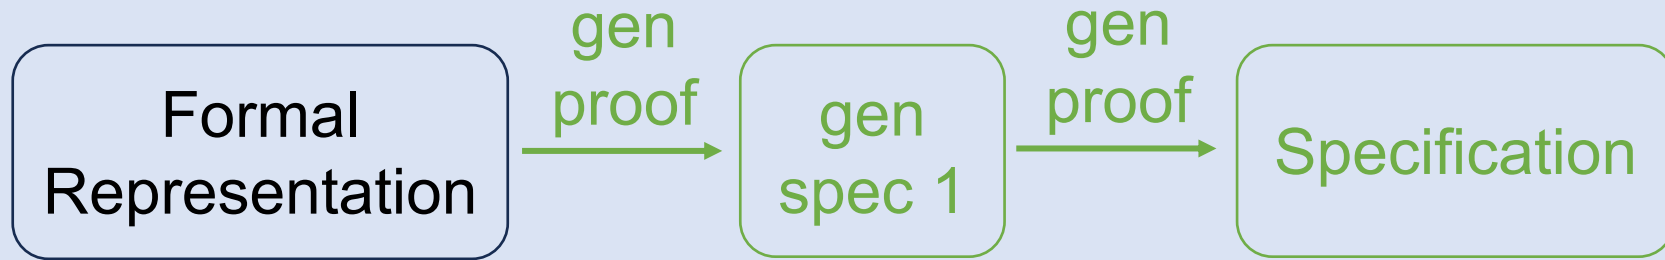 Formal
Representation
gen
proof
gen
spec 1
gen
proof
Specification